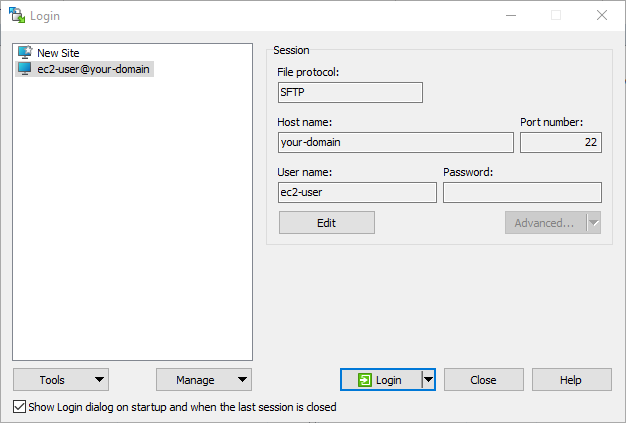 Login
New Site
ec2-user@your-domain
Session
File protocol:
SFTP
Host name:
Port number:
your-domain
22
User name:
Password:
ec2-user
Edit
Advanced...
Tools
Manage
Login
Close
Help
Show Login dialog on startup and when the last session is closed